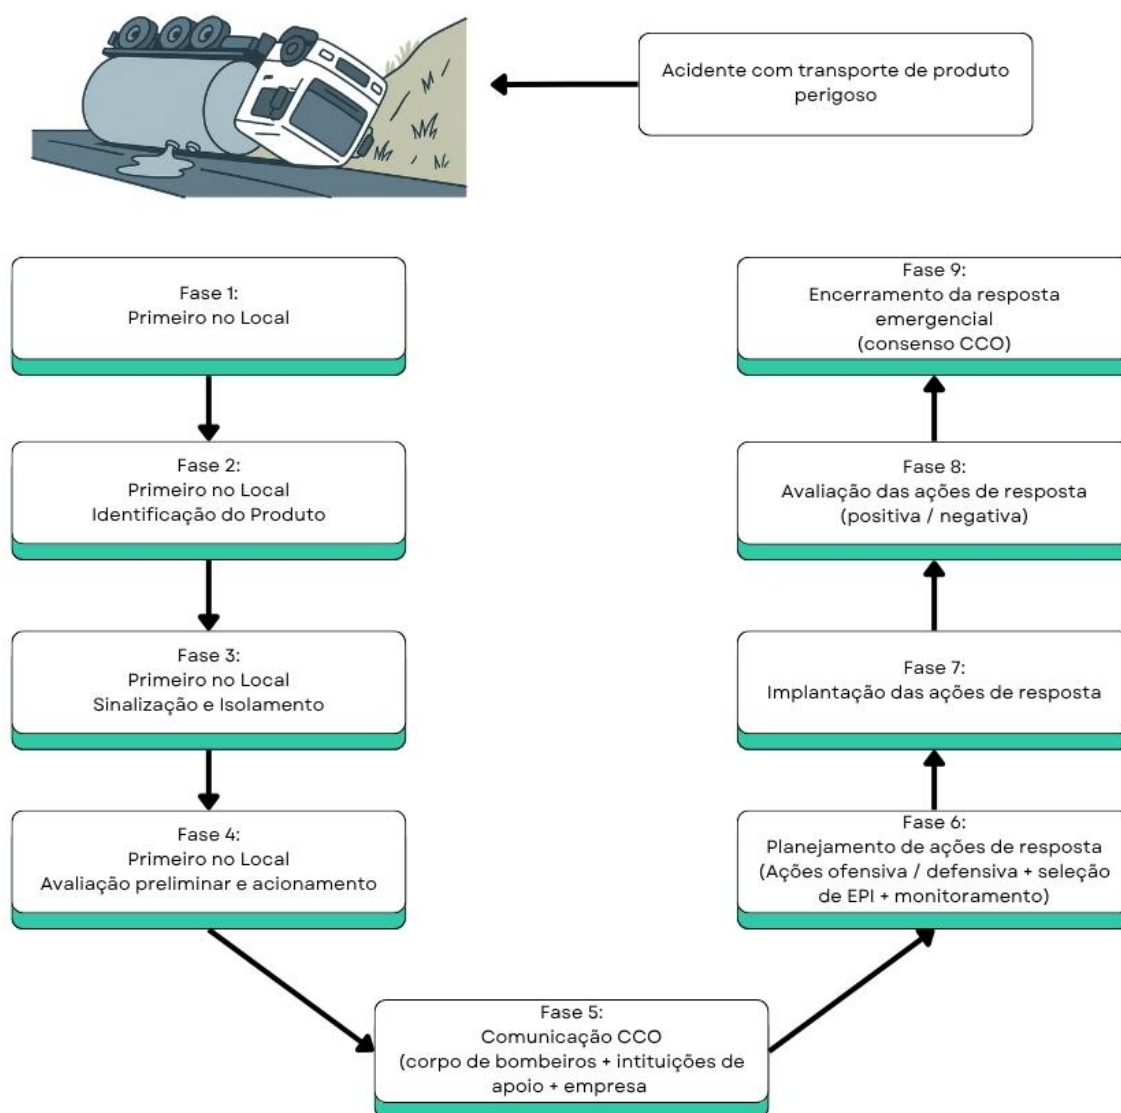 Acidente com transporte de produto
perigoso
Fase 1:
Primeiro no Local
Fase 2:
Primeiro no Local
Identificação do Produto
Fase 3:
Primeiro no Local
Sinalização e Isolamento
Fase 4:
Primeiro no Local
Avaliação preliminar e acionamento
Fase 5:
Comunicação CCO
(corpo de bombeiros + intituições de
apoio + empresa
Fase 6:
Planejamento de ações de resposta
(Ações ofensiva / defensiva + seleção
de EPI + monitoramento)
Fase 7:
Implantação das ações de resposta
Fase 8:
Avaliação das ações de resposta
(positiva / negativa)
Fase 9:
Encerramento da resposta
emergencial
(consenso CCO)